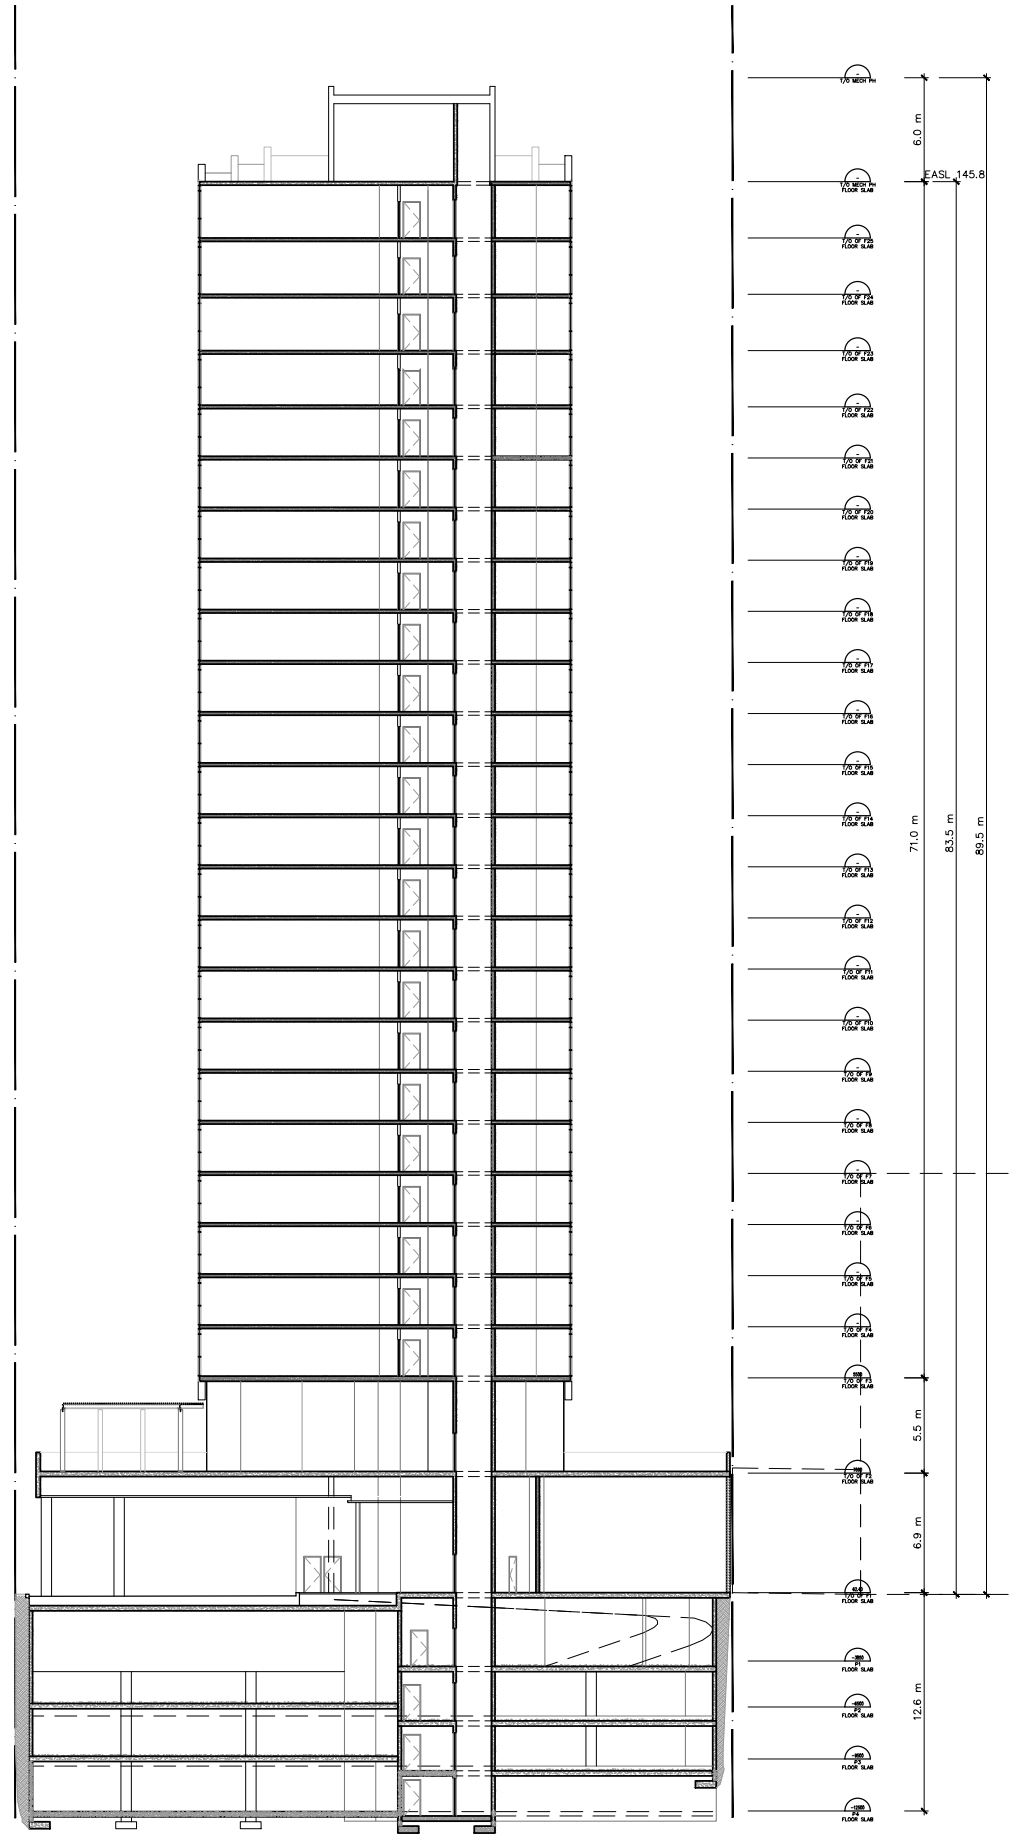 T/O MECH PH
6.0 m
EASL 145.8
T/O MECH PH
FLOOR SLAB
T/O OF F25
FLOOR SLAB
T/O OF F24
FLOOR SLAB
T/O OF F23
FLOOR SLAB
T/O OF F22
FLOOR SLAB
T/O OF F21
FLOOR SLAB
T/O OF F20
FLOOR SLAB
T/O OF F19
FLOOR SLAB
T/O OF F18
FLOOR SLAB
T/O OF F17
FLOOR SLAB
T/O OF F16
FLOOR SLAB
T/O OF F15
FLOOR SLAB
T/O OF F14
FLOOR SLAB
71.0 m
83.5 m
89.5 m
T/O OF F13
FLOOR SLAB
T/O OF F12
FLOOR SLAB
T/O OF F11
FLOOR SLAB
T/O OF F10
FLOOR SLAB
T/O OF F9
FLOOR SLAB
T/O OF F8
FLOOR SLAB
T/O OF F7
FLOOR SLAB
T/O OF F6
FLOOR SLAB
T/O OF F5
FLOOR SLAB
T/O OF F4
FLOOR SLAB
T/O OF F3
FLOOR SLAB
5.5 m
T/O OF F2
FLOOR SLAB
6.9 m
T/O OF F1
FLOOR SLAB
P1
FLOOR SLAB
P2
FLOOR SLAB
12.6 m
P3
FLOOR SLAB
P4
FLOOR SLAB